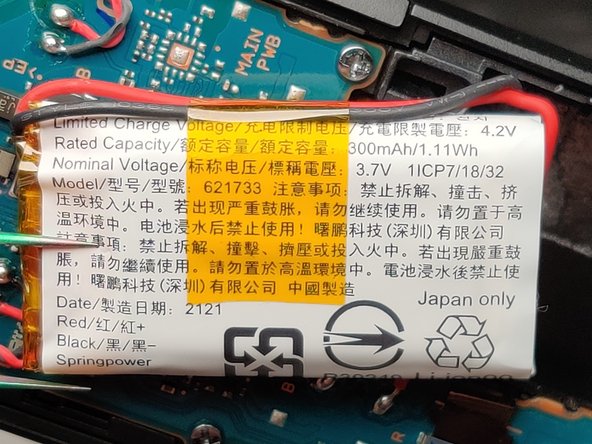 MAIN
PWB
Limited Charge Voltage/充电限制电压/充電限製電壓: 4.2V
Rated Capacity/额定容量/額定容量: 300mAh/1.11Wh
Nominal Voltage/标称电压/標稱電壓: 3.7V 1ICP7/18/32
Model/型号/型號: 621733 注意事项: 禁止拆解、撞击、挤
压或投入火中。若出现严重鼓胀，请勿继续使用。请勿置于高
温环境中。电池浸水后禁止使用！曙鹏科技(深圳)有限公司
注意事項: 禁止拆解、撞擊、擠壓或投入火中。若出現嚴重鼓
脹，請勿繼續使用。請勿置於高溫環境中。電池浸水後禁止使
用！曙鵬科技(深圳)有限公司 中國製造
Date/製造日期: 2121
Japan only
Red/红/紅+
Black/黑/黑-
Springpower